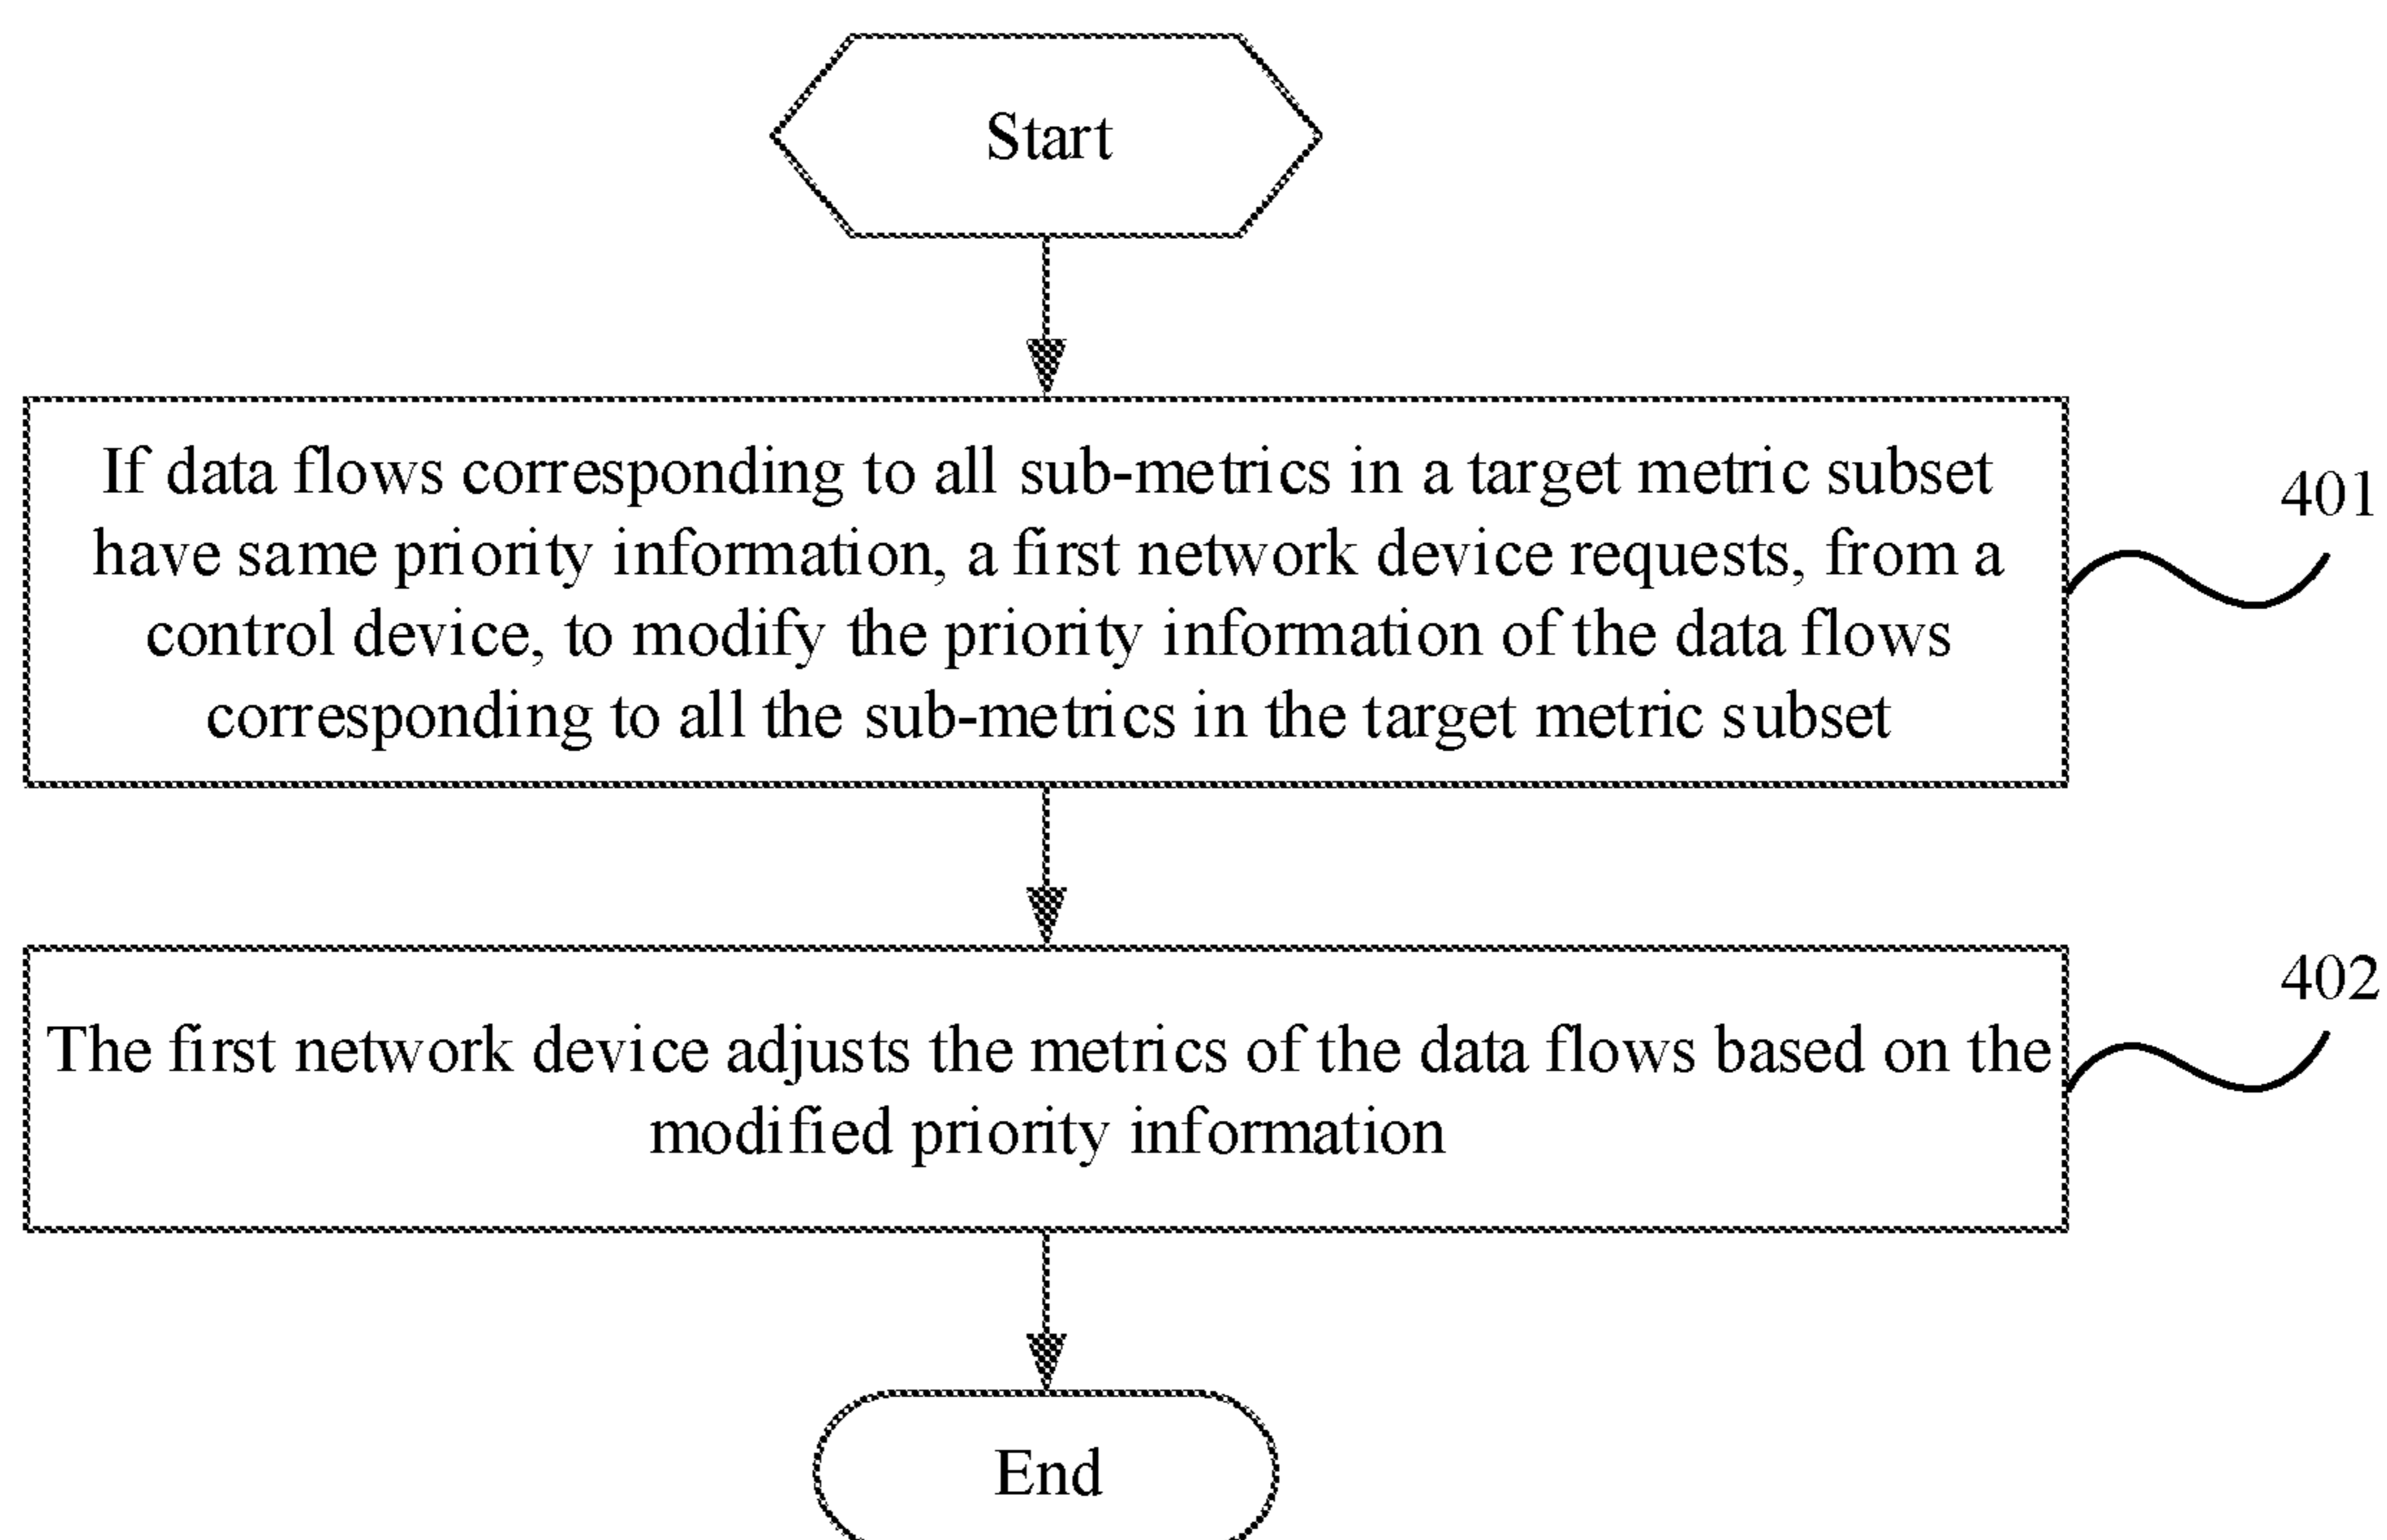 Start
If data flows corresponding to all sub-metrics in a target metric subset
have same priority information, a first network device requests, from a
control device, to modify the priority information of the data flows
corresponding to all the sub-metrics in the target metric subset
401
The first network device adjusts the metrics of the data flows based on the
modified priority information
402
End